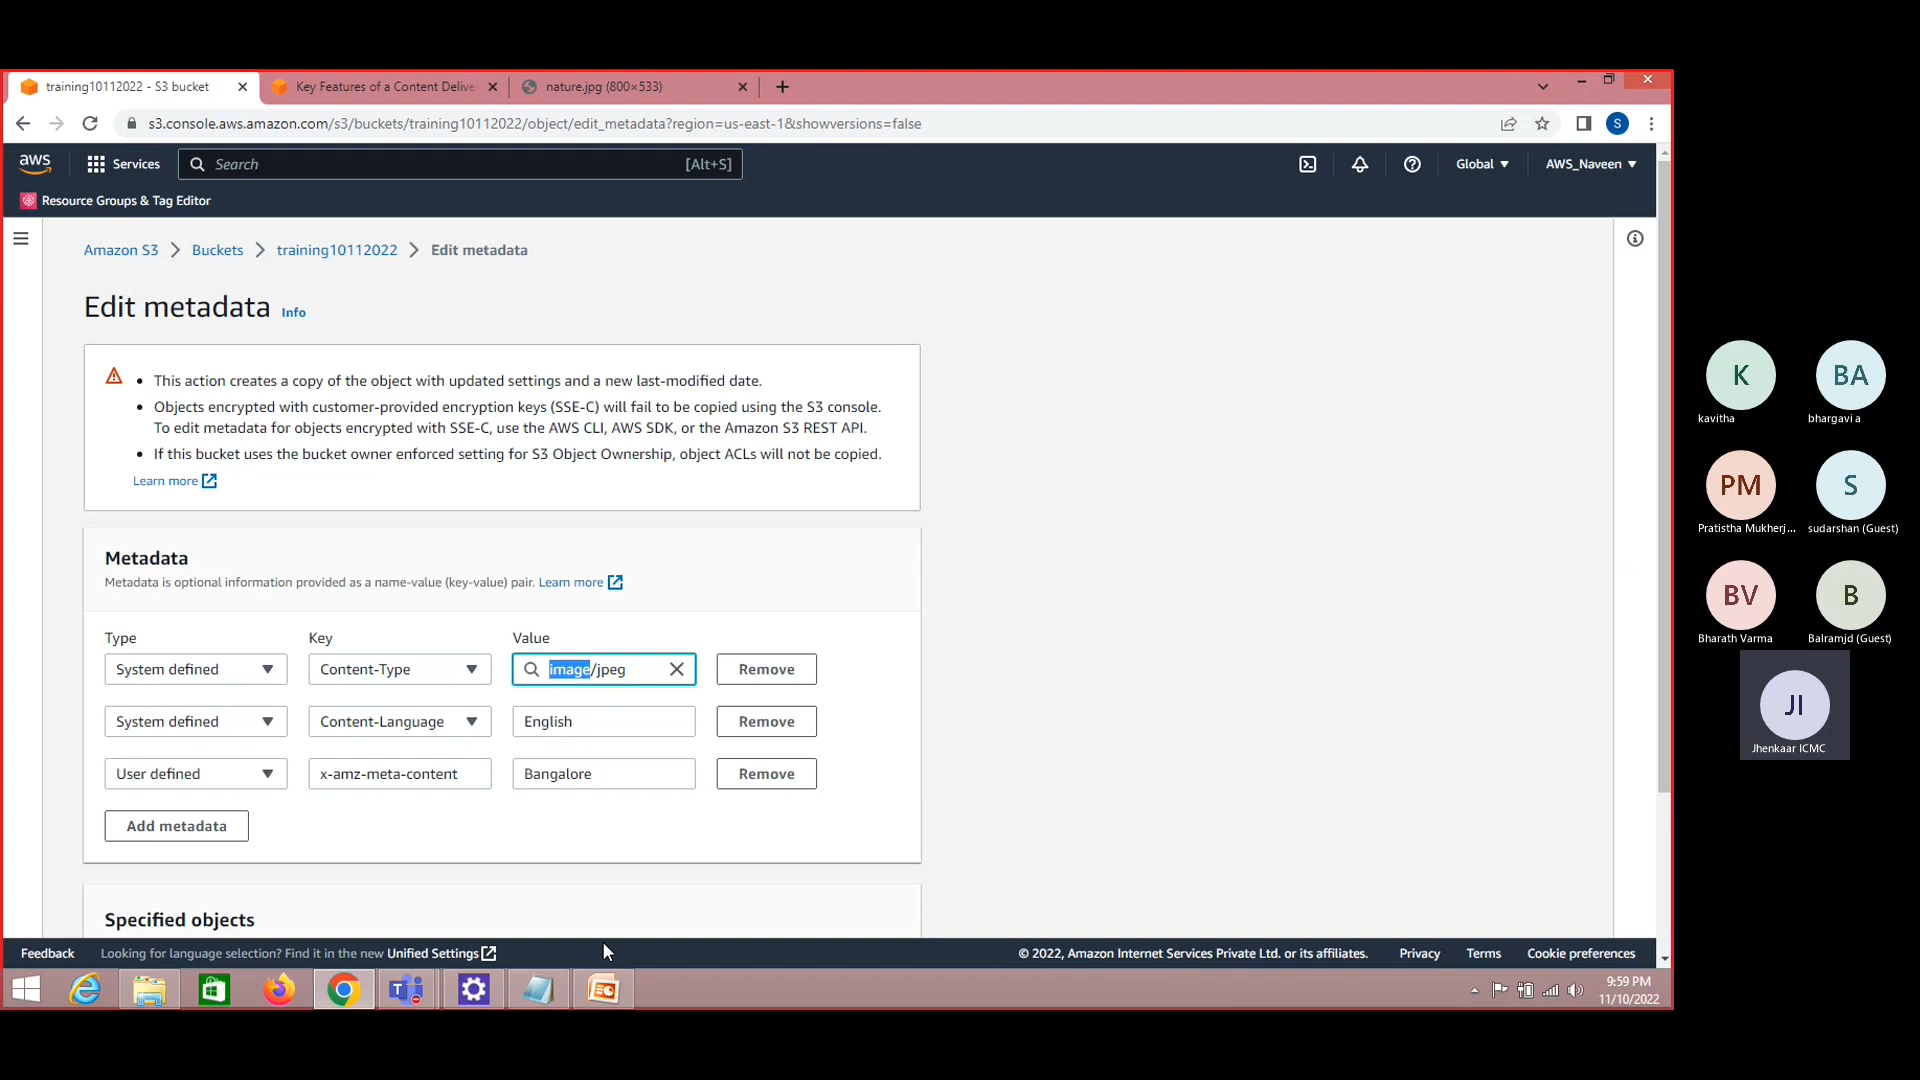 training10112022 - S3 bucket
Key Features of a Content Delive
nature.jpg (800×533)
s3.console.aws.amazon.com/s3/buckets/training10112022/object/edit_metadata?region=us-east-1&showversions=false
S
aws
Services
Search
[Alt+S]
Global
AWS_Naveen
Resource Groups & Tag Editor
Amazon S3 > Buckets > training10112022 > Edit metadata
Edit metadata Info
• This action creates a copy of the object with updated settings and a new last-modified date.
• Objects encrypted with customer-provided encryption keys (SSE-C) will fail to be copied using the S3 console.
To edit metadata for objects encrypted with SSE-C, use the AWS CLI, AWS SDK, or the Amazon S3 REST API.
• If this bucket uses the bucket owner enforced setting for S3 Object Ownership, object ACLs will not be copied.
Learn more
Metadata
Metadata is optional information provided as a name-value (key-value) pair. Learn more
Type Key Value
System defined Content-Type image/jpeg Remove
System defined Content-Language English Remove
User defined x-amz-meta-content Bangalore Remove
Add metadata
Specified objects
Feedback Looking for language selection? Find it in the new Unified Settings
© 2022, Amazon Internet Services Private Ltd. or its affiliates. Privacy Terms Cookie preferences
9:59 PM
11/10/2022
K
kavitha
BA
bhargavi a
PM
Pratistha Mukherj...
S
sudarshan (Guest)
BV
Bharath Varma
B
Balramjd (Guest)
JI
Jhenkaar ICMC